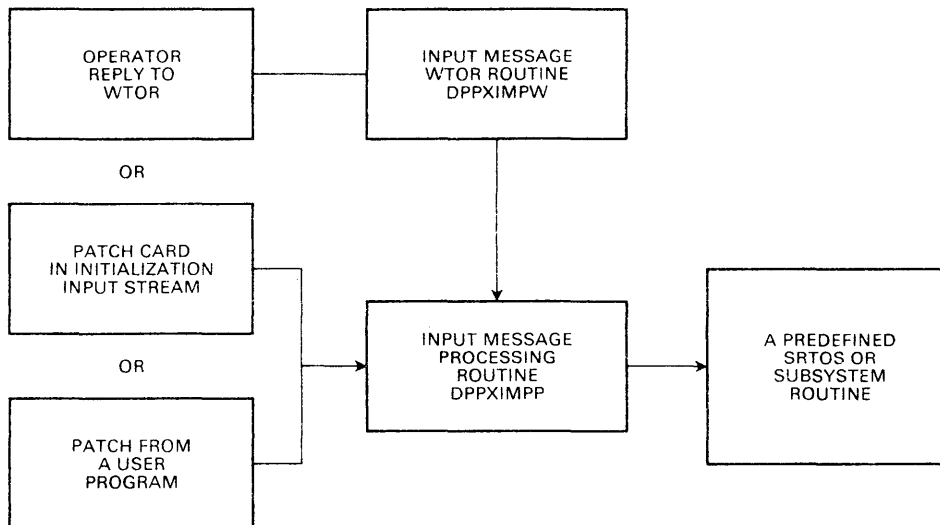 OPERATOR
REPLY TO
WTOR
INPUT MESSAGE
WTOR ROUTINE
DPPXIMPW
OR
PATCH CARD
IN INITIALIZATION
INPUT STREAM
OR
INPUT MESSAGE
PROCESSING
ROUTINE
DPPXIMPP
A PREDEFINED
SRTOS OR
SUBSYSTEM
ROUTINE
PATCH FROM
A USER
PROGRAM